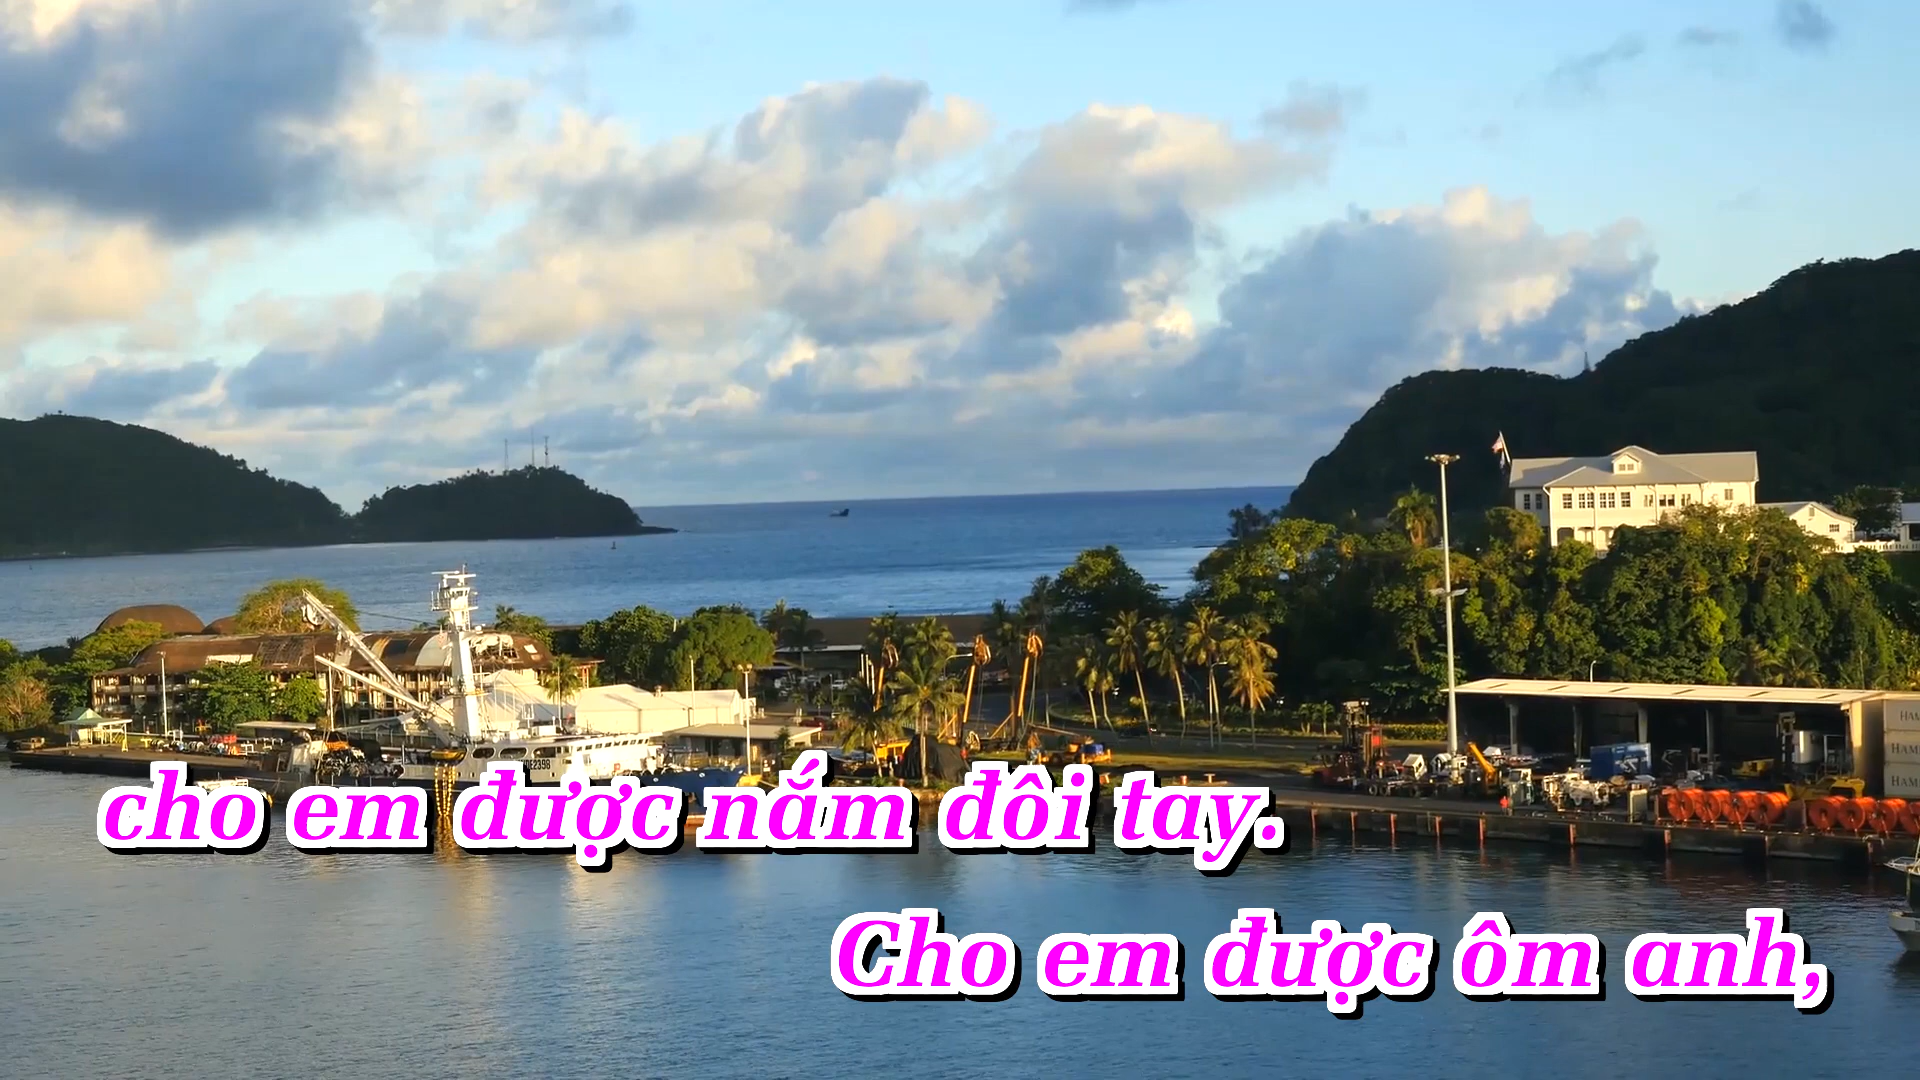 cho em được nắm đôi tay.
Cho em được ôm anh,